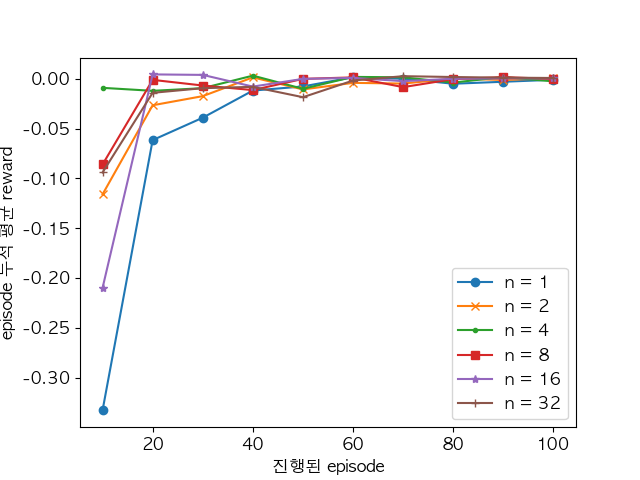 episode 누적 평균 reward
0.00
-0.05
-0.10
-0.15
-0.20
-0.25
-0.30
20
40
60
80
100
진행된 episode
n = 1
n = 2
n = 4
n = 8
n = 16
n = 32